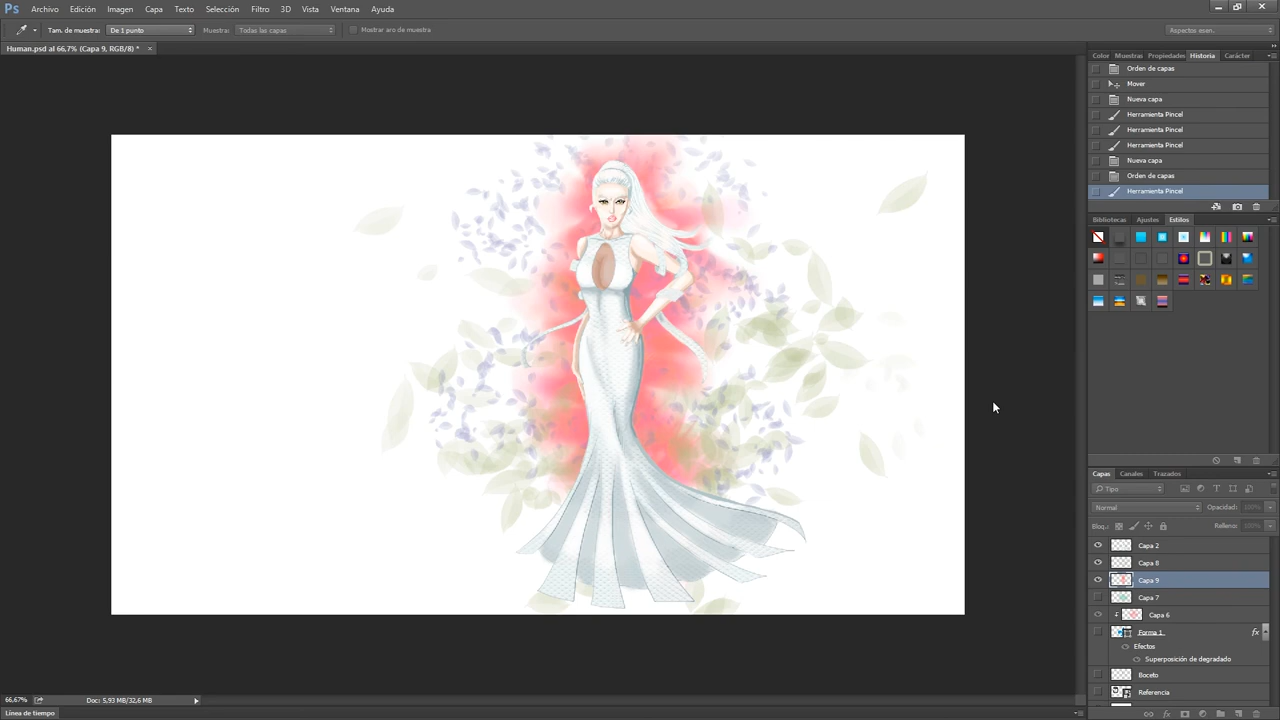 Ps Archivo Edición Imagen Capa Texto Selección Filtro 3D Vista Ventana Ayuda
Tam. de muestra: De 1 punto Muestra: Todas las capas Mostrar aro de muestra Aspectos esen.
Human.psd al 66,7% (Capa 9, RGB/8) * ×
Color Muestras Propiedades Historia Carácter
Orden de capas
Mover
Nueva capa
Herramienta Pincel
Herramienta Pincel
Herramienta Pincel
Nueva capa
Orden de capas
Herramienta Pincel
Bibliotecas Ajustes Estilos
Capas Canales Trazados
Tipo
Normal Opacidad: 100%
Bloq.: Relleno: 100%
Capa 2
Capa 8
Capa 9
Capa 7
Capa 6
Forma 1 fx
Efectos
Superposición de degradado
Boceto
Referencia
66,67% Doc: 5,93 MB/32,6 MB
Línea de tiempo